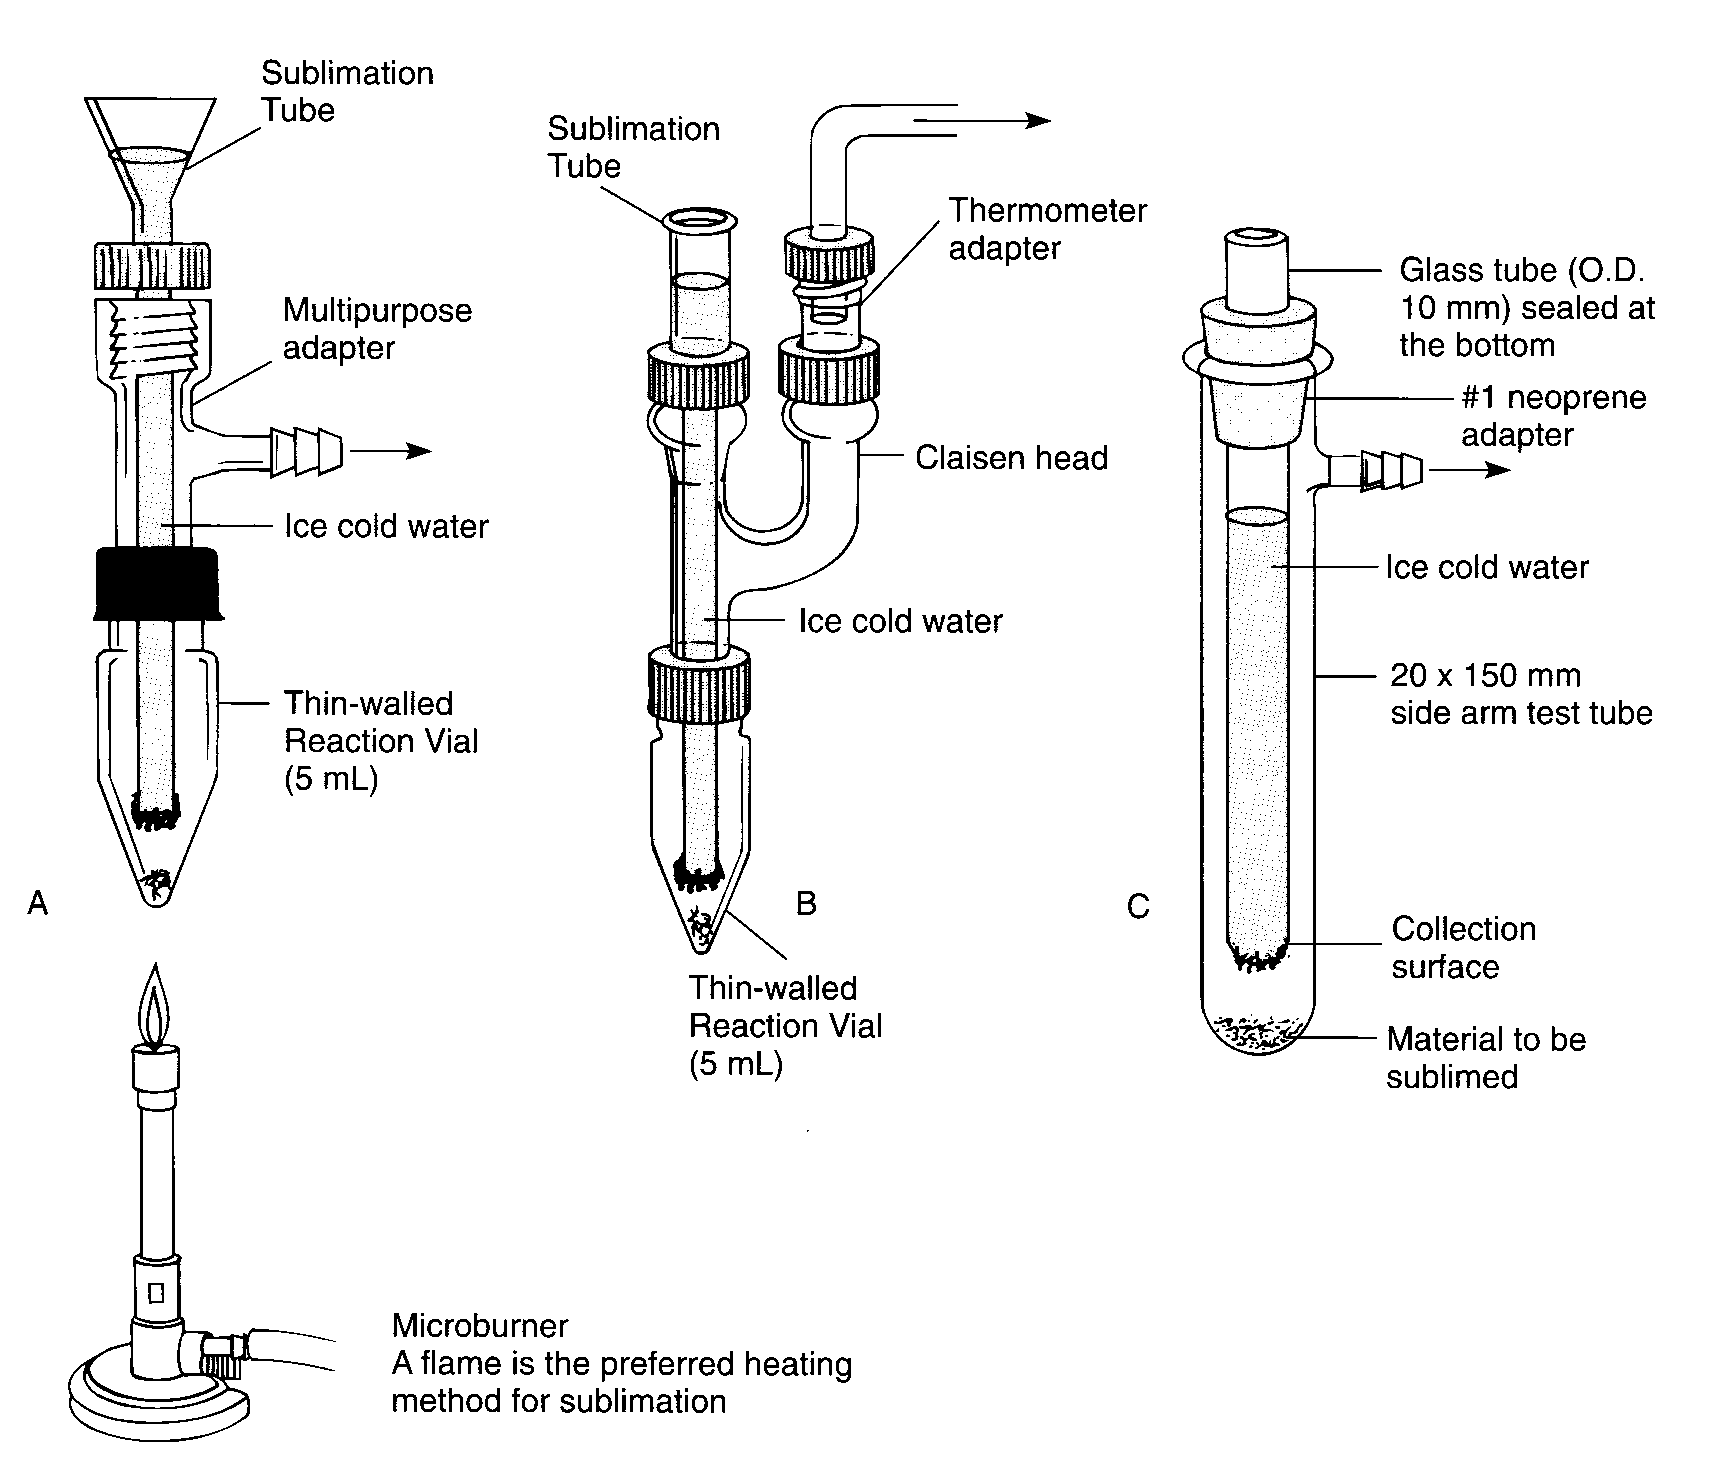 Sublimation
Tube
Multipurpose
adapter
Ice cold water
Thin-walled
Reaction Vial
(5 mL)
A
Microburner
A flame is the preferred heating
method for sublimation
Sublimation
Tube
Thermometer
adapter
Claisen head
Ice cold water
B
Thin-walled
Reaction Vial
(5 mL)
Glass tube (O.D.
10 mm) sealed at
the bottom
#1 neoprene
adapter
Ice cold water
20 x 150 mm
side arm test tube
C
Collection
surface
Material to be
sublimed